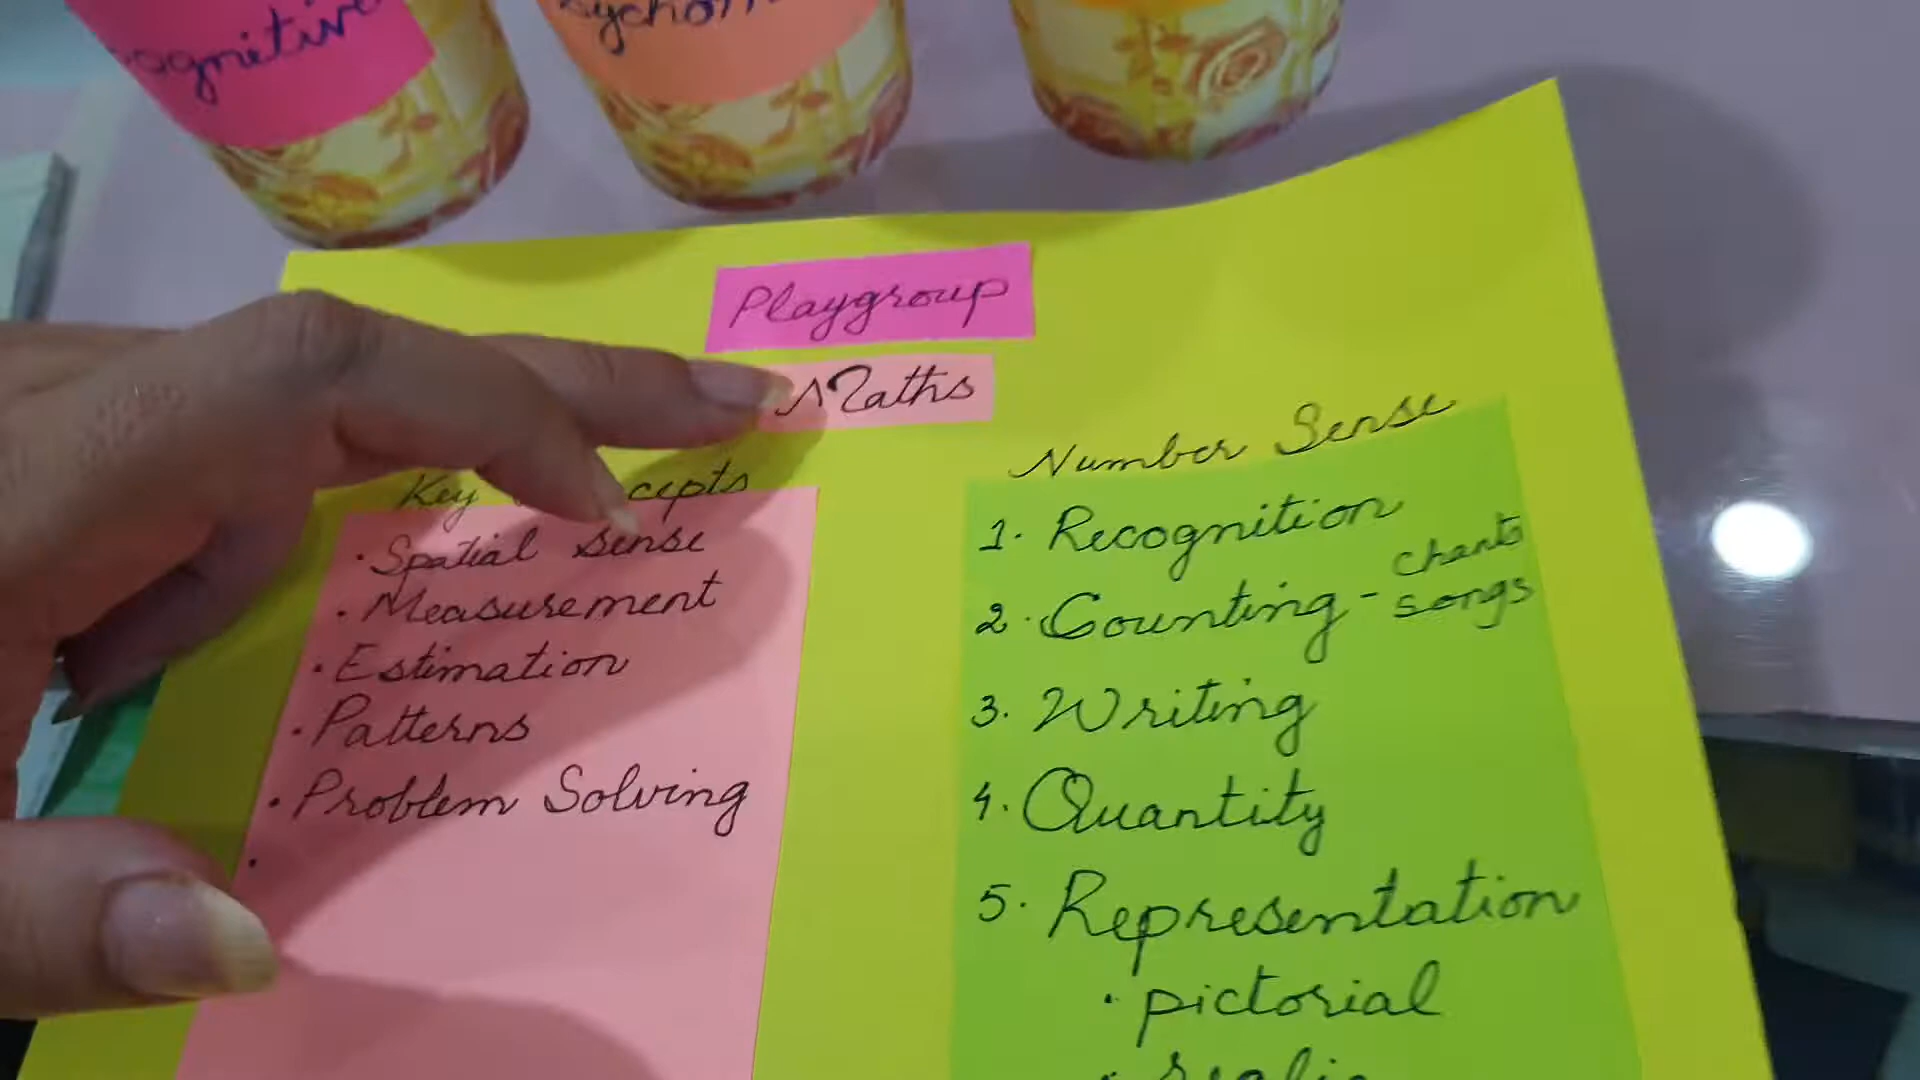 Playgroup
Maths
Key
Spatial sense
Measurement
Estimation
Patterns
Problem Solving
Number Sense
1. Recognition
2. Counting - chants songs
3. Writing
4. Quantity
5. Representation
pictorial